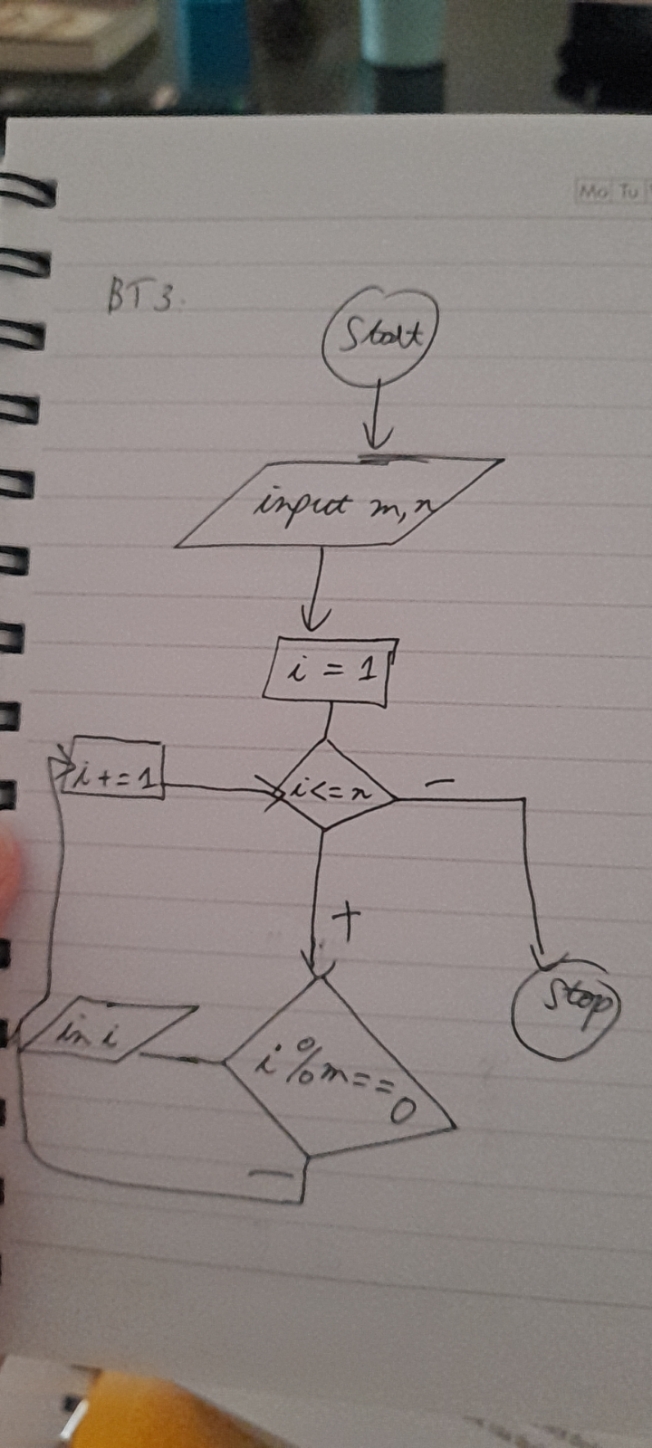 Mo Tu
BT3.
Start
input m, n
i = 1
i += 1
i <= n
-
+
Stop
in i
i % m == 0
-